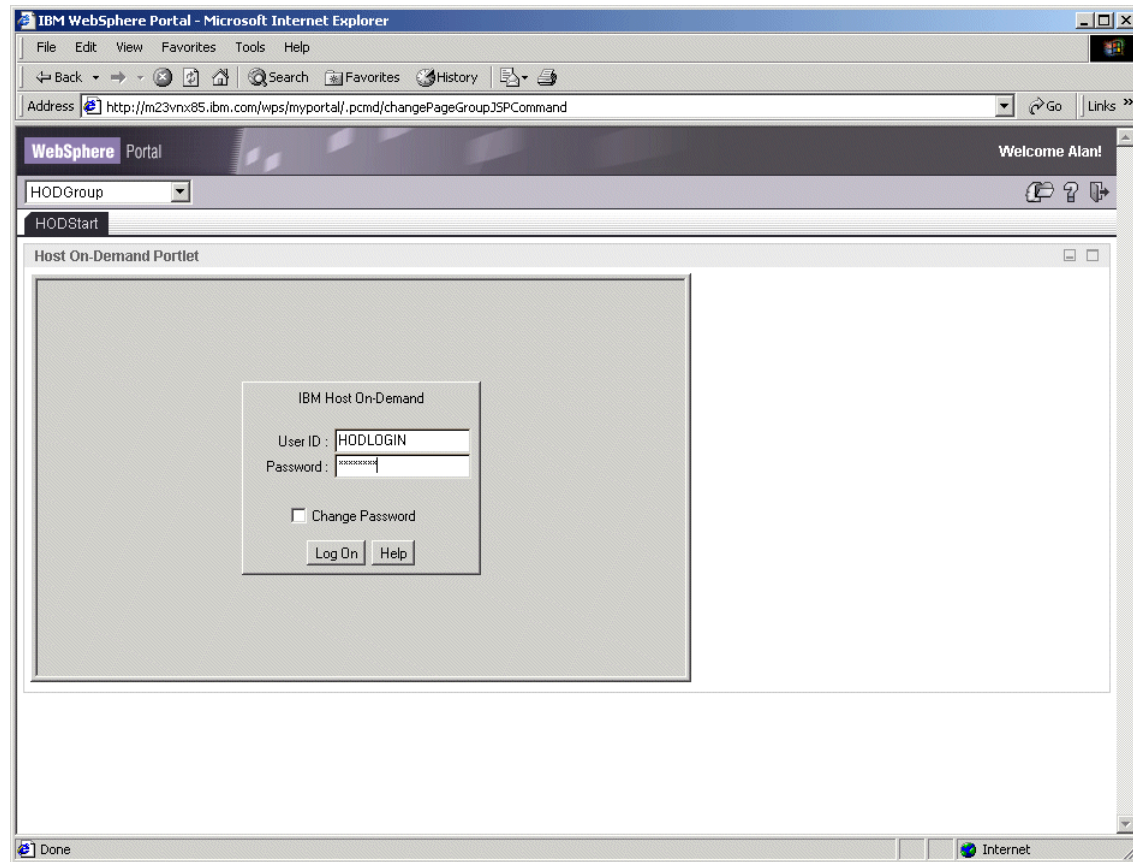 IBM WebSphere Portal - Microsoft Internet Explorer
File Edit View Favorites Tools Help
Back Search Favorites History
Address http://m23vnx85.ibm.com/wps/myportal/.pcmd/changePageGroupJSPCommand Go Links »
WebSphere Portal Welcome Alan!
HODGroup
HODStart
Host On-Demand Portlet
IBM Host On-Demand
User ID : HODLOGIN
Password : ********
Change Password
Log On Help
Done Internet